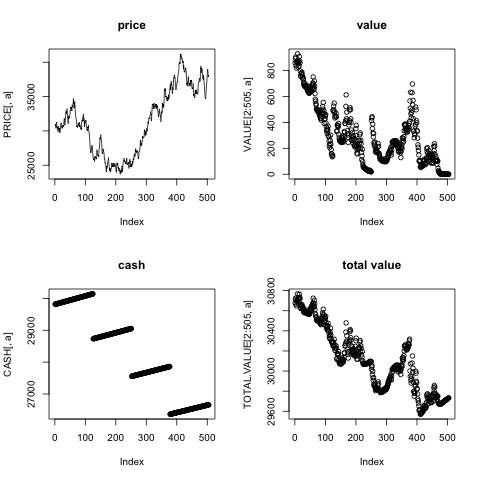 price
PRICE[, a]
25000
35000
0 100 200 300 400 500
Index
value
VALUE[2:505, a]
0 200 400 600 800
0 100 200 300 400 500
Index
cash
CASH[, a]
27000
29000
0 100 200 300 400 500
Index
total value
TOTAL.VALUE[2:505, a]
29600 30000 30400 30800
0 100 200 300 400 500
Index